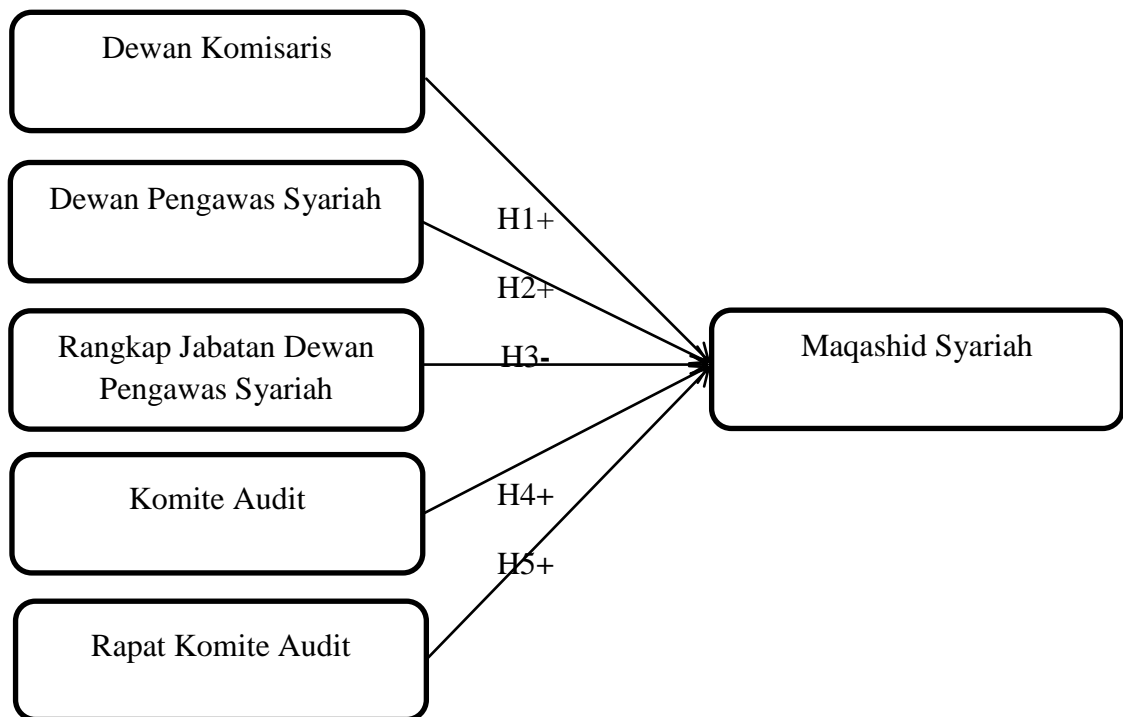 Dewan Komisaris
Dewan Pengawas Syariah
Rangkap Jabatan Dewan
Pengawas Syariah
Komite Audit
Rapat Komite Audit
H1+
H2+
H3-
H4+
H5+
Maqashid Syariah